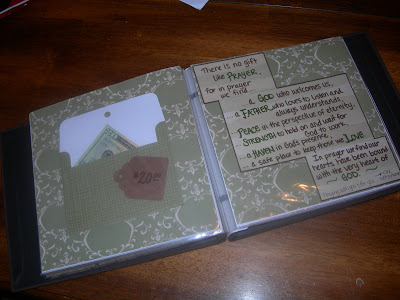 $20.00
There is no gift
like PRAYER,
for in prayer
we find...
a GOD who welcomes us,
a FATHER who loves to listen and
always understands,
PEACE in the perspective of eternity,
STRENGTH to hold on and wait for
God to work,
a HAVEN in God's presence,
a safe place to keep those we LOVE.
In prayer we find our
hearts have been bound
with the very heart of
GOD.